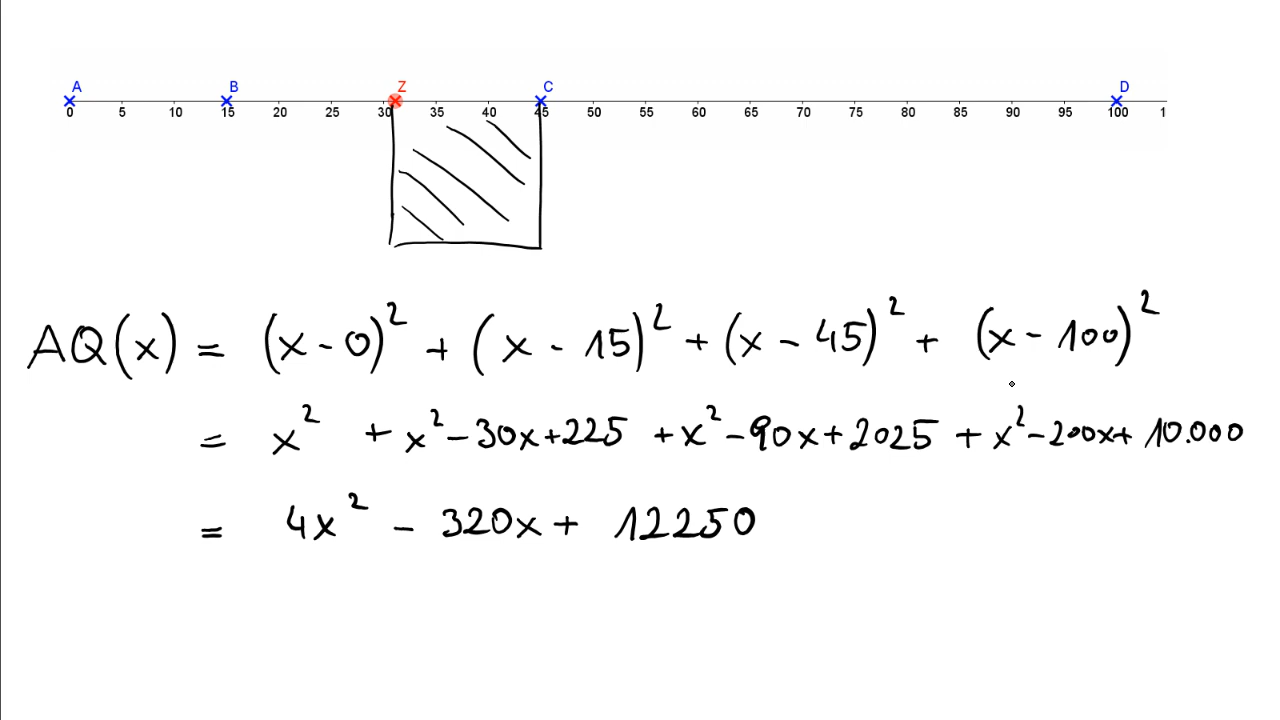 A B Z C D
0 5 10 15 20 25 30 35 40 45 50 55 60 65 70 75 80 85 90 95 100 1
AQ(x) = (x - 0)² + (x - 15)² + (x - 45)² + (x - 100)²
= x² + x² - 30x + 225 + x² - 90x + 2025 + x² - 200x + 10.000
= 4x² - 320x + 12250